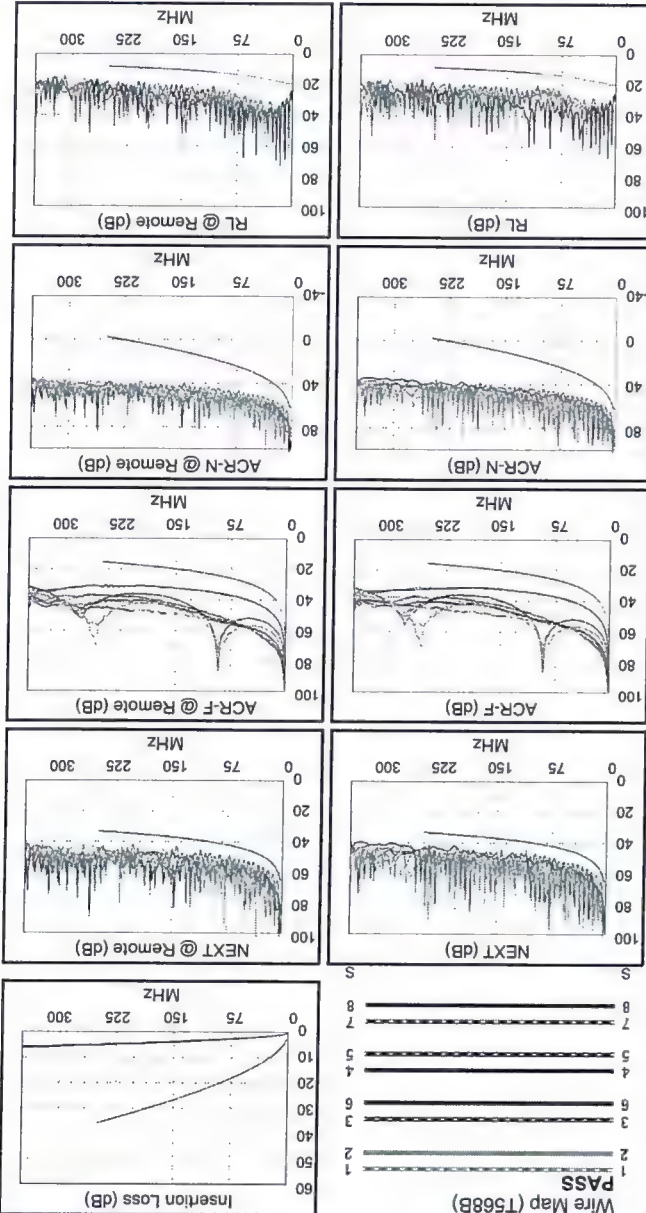 Wire Map (T568B)
PASS
1 1
2 2
3 3
6 6
4 4
5 5
7 7
8 8
S S
Insertion Loss (dB)
60
50
40
30
20
10
0
0 75 150 225 300
MHz
NEXT (dB)
100
80
60
40
20
0
0 75 150 225 300
MHz
NEXT @ Remote (dB)
100
80
60
40
20
0
0 75 150 225 300
MHz
ACR-F (dB)
100
80
60
40
20
0
0 75 150 225 300
MHz
ACR-F @ Remote (dB)
100
80
60
40
20
0
0 75 150 225 300
MHz
ACR-N (dB)
80
40
0
-40
0 75 150 225 300
MHz
ACR-N @ Remote (dB)
80
40
0
-40
0 75 150 225 300
MHz
RL (dB)
100
80
60
40
20
0
0 75 150 225 300
MHz
RL @ Remote (dB)
100
80
60
40
20
0
0 75 150 225 300
MHz